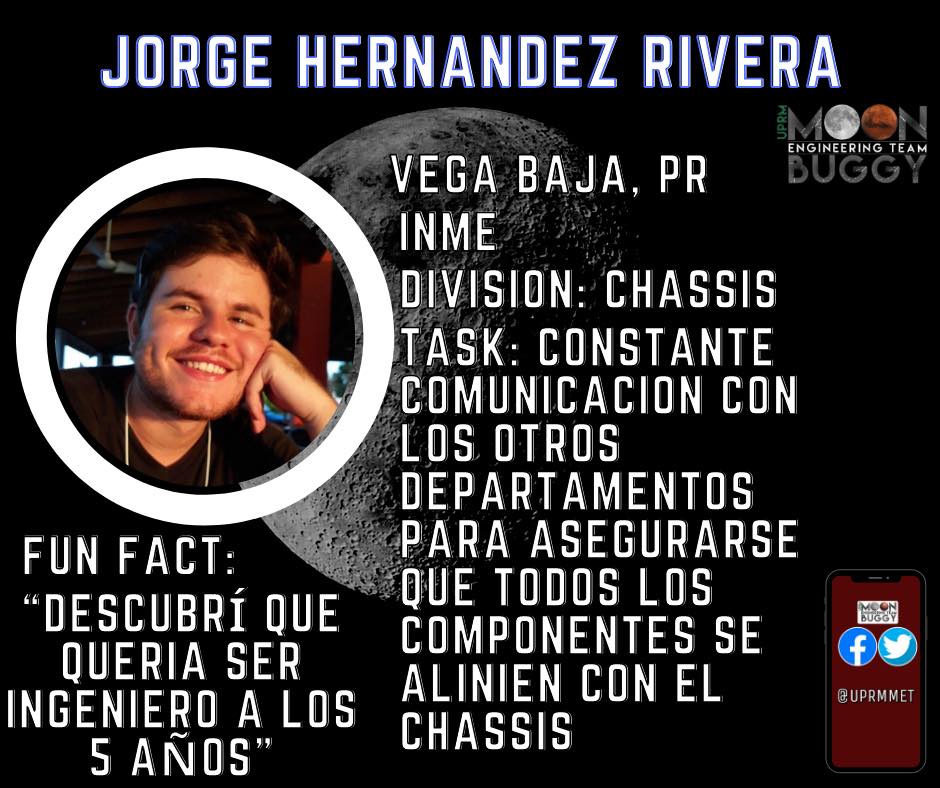 JORGE HERNANDEZ RIVERA
UPRM
MOON
ENGINEERING TEAM
BUGGY
VEGA BAJA, PR
INME
DIVISION: CHASSIS
TASK: CONSTANTE
COMUNICACION CON
LOS OTROS
DEPARTAMENTOS
PARA ASEGURARSE
QUE TODOS LOS
COMPONENTES SE
ALINIEN CON EL
CHASSIS
FUN FACT:
“DESCUBRÍ QUE
QUERIA SER
INGENIERO A LOS
5 AÑOS”
MOON
ENGINEERING TEAM
BUGGY
@UPRMMET